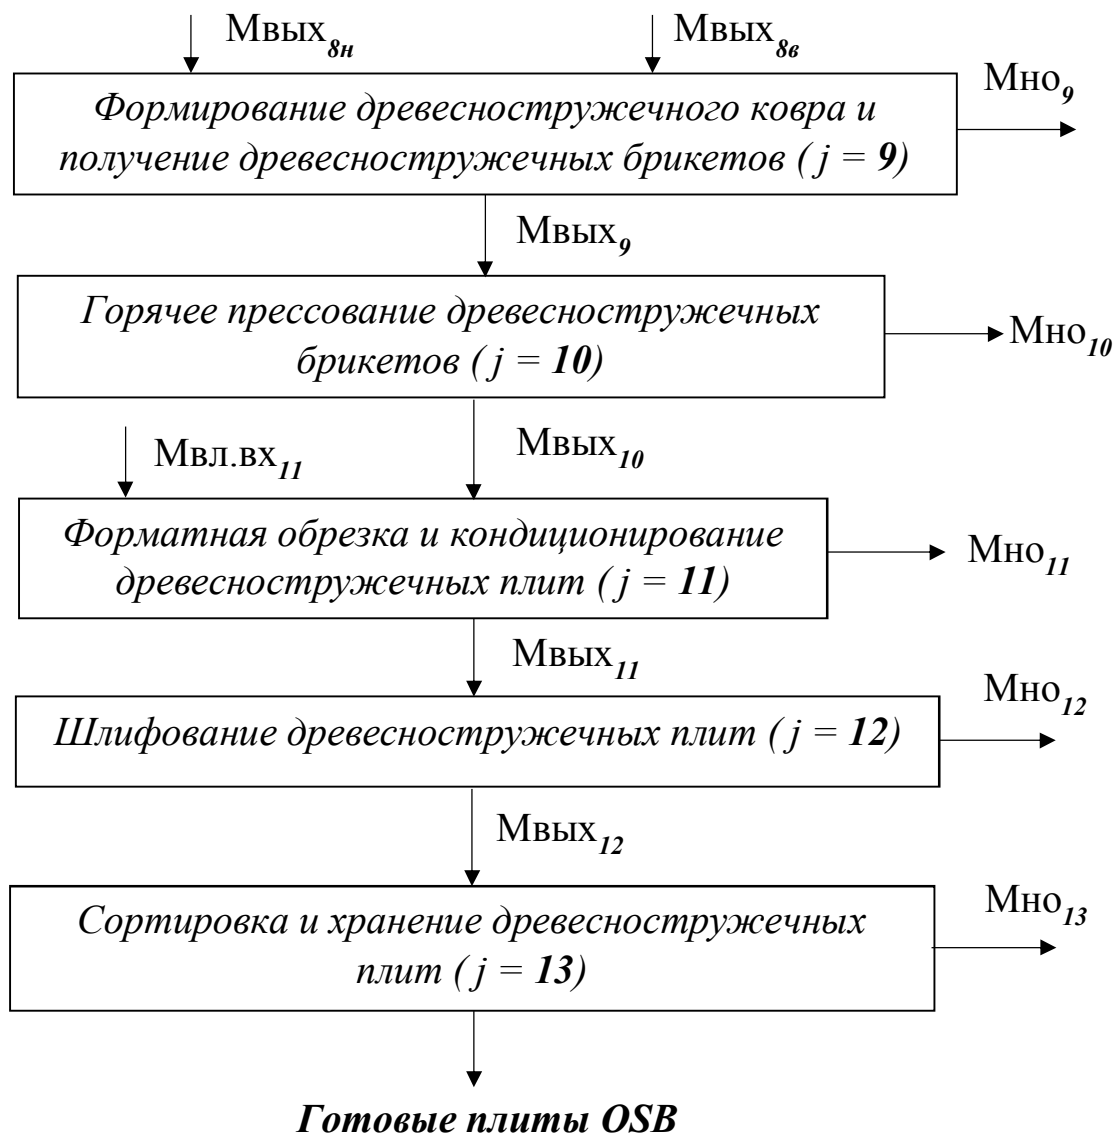 Мвых8н Мвых8в
Формирование древесностружечного ковра и
получение древесностружечных брикетов ( j = 9)
Мно9
Мвых9
Горячее прессование древесностружечных
брикетов ( j = 10)
Мно10
Мвых10
Мвл.вх11
Форматная обрезка и кондиционирование
древесностружечных плит ( j = 11)
Мно11
Мвых11
Шлифование древесностружечных плит ( j = 12)
Мно12
Мвых12
Сортировка и хранение древесностружечных
плит ( j = 13)
Мно13
Готовые плиты OSB